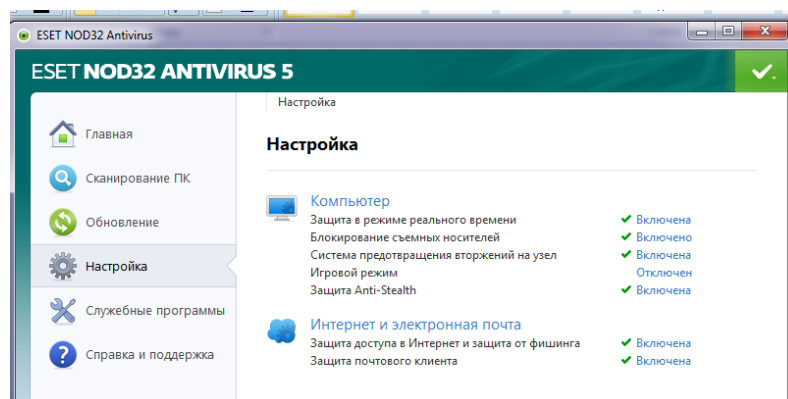 ESET NOD32 Antivirus
ESET NOD32 ANTIVIRUS 5
Настройка
Главная
Сканирование ПК
Обновление
Настройка
Служебные программы
Справка и поддержка
Настройка
Компьютер
Защита в режиме реального времени Включена
Блокирование съемных носителей Включено
Система предотвращения вторжений на узел Включена
Игровой режим Отключен
Защита Anti-Stealth Включена
Интернет и электронная почта
Защита доступа в Интернет и защита от фишинга Включена
Защита почтового клиента Включена